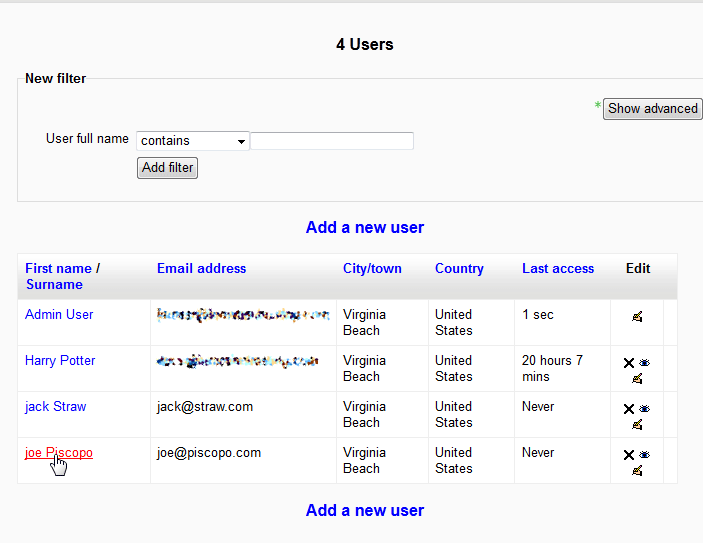 4 Users
New filter
* Show advanced
User full name contains
Add filter
Add a new user
First name / Surname Email address City/town Country Last access Edit
Admin User Virginia Beach United States 1 sec
Harry Potter Virginia Beach United States 20 hours 7 mins
jack Straw jack@straw.com Virginia Beach United States Never
joe Piscopo joe@piscopo.com Virginia Beach United States Never
Add a new user